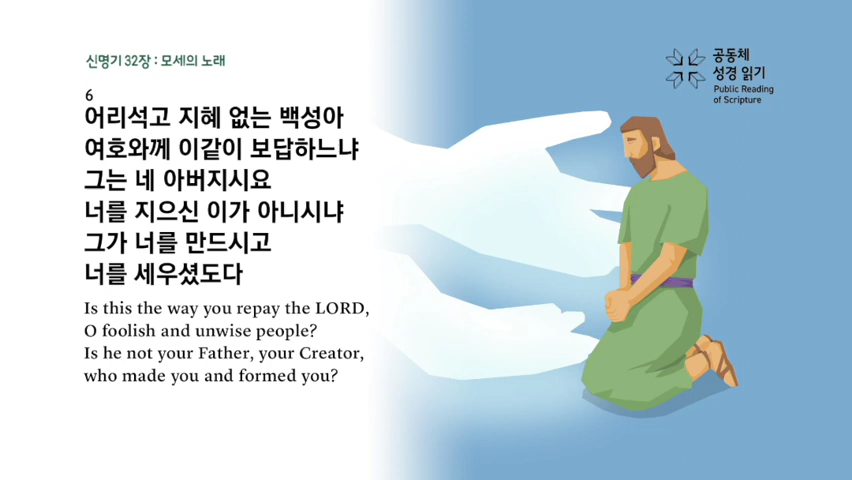 신명기 32장 : 모세의 노래
6
어리석고 지혜 없는 백성아
여호와께 이같이 보답하느냐
그는 네 아버지시요
너를 지으신 이가 아니시냐
그가 너를 만드시고
너를 세우셨도다
Is this the way you repay the LORD,
O foolish and unwise people?
Is he not your Father, your Creator,
who made you and formed you?
공동체
성경 읽기
Public Reading
of Scripture